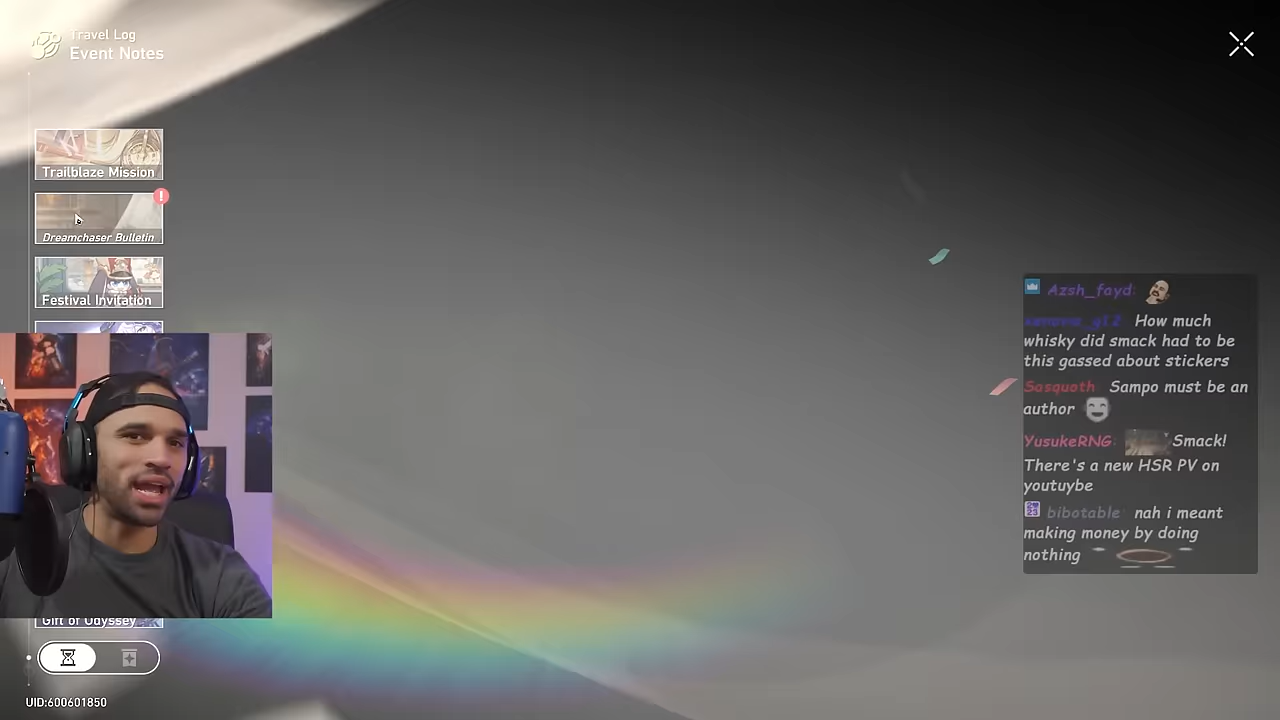 Travel Log
Event Notes
Trailblaze Mission
Dreamchaser Bulletin
Festival Invitation
Gift of Odyssey
UID:600601850
Azsh_fayd:
How much
whisky did smack had to be
this gassed about stickers
Sasquoth: Sampo must be an
author
YusukeRNG: Smack!
There's a new HSR PV on
youtuybe
bibotable: nah i meant
making money by doing
nothing